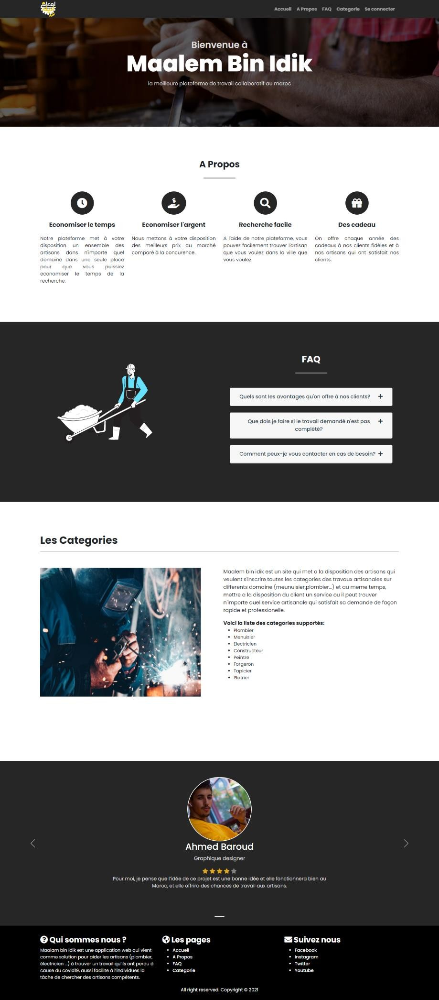 Accueil A Propos FAQ Categorie Se connecter
Bienvenue à
Maalem Bin Idik
la meilleure plateforme de travail collaboratif au maroc
A Propos
Economiser le temps
Notre plateforme met à votre
disposition un ensemble des
artisans dans n'importe quel
domaine dans une seule place
pour que vous puissiez
economiser le temps de la
recherche.
Economiser l'argent
Nous mettons à votre disposition
des meilleurs prix au marché
comparé à la concurence.
Recherche facile
À l'aide de notre plateforme, vous
pouvez facilement trouver l'artisan
que vous voulez dans la ville que
vous voulez.
Des cadeau
On offre chaque année des
cadeaux à nos clients fidèles et à
nos artisans qui ont satisfait nos
clients.
FAQ
Quels sont les avantages qu'on offre à nos clients? +
Que dois je faire si le travail demandé n'est pas +
complété?
Comment peux-je vous contacter en cas de besoin? +
Les Categories
Maalem bin idik est un site qui met a la disposition des artisans qui
veulent s'inscrire toutes les categories des travaux artisanales sur
differents domaine (meunuisier,plombier...) et au meme temps,
mettre a la disposition du client un service ou il peut trouver
n'importe quel service artisanale qui satisfait sa demande de façon
rapide et professionelle.
Voici la liste des categories supportés:
• Plombier
• Menuisier
• Electricien
• Constructeur
• Peintre
• Forgeron
• Tapicier
• Platrier
Ahmed Baroud
Graphique designer
Pour moi, je pense que l'idée de ce projet est une bonne idée et elle fonctionnera bien au
Maroc, et elle offrira des chances de travail aux artisans.
Qui sommes nous ?
Maalam bin idik est une application web qui vient
comme solution pour aider les artisans (plombier,
électricien ...) à trouver un travail qu'ils ont perdu à
cause du covid19, aussi facilite à l'individues la
tâche de chercher des artisans compétents.
Les pages
• Accueil
• A Propos
• FAQ
• Categorie
Suivez nous
• Facebook
• Instagram
• Twitter
• Youtube
All right reserved. Copyright © 2021